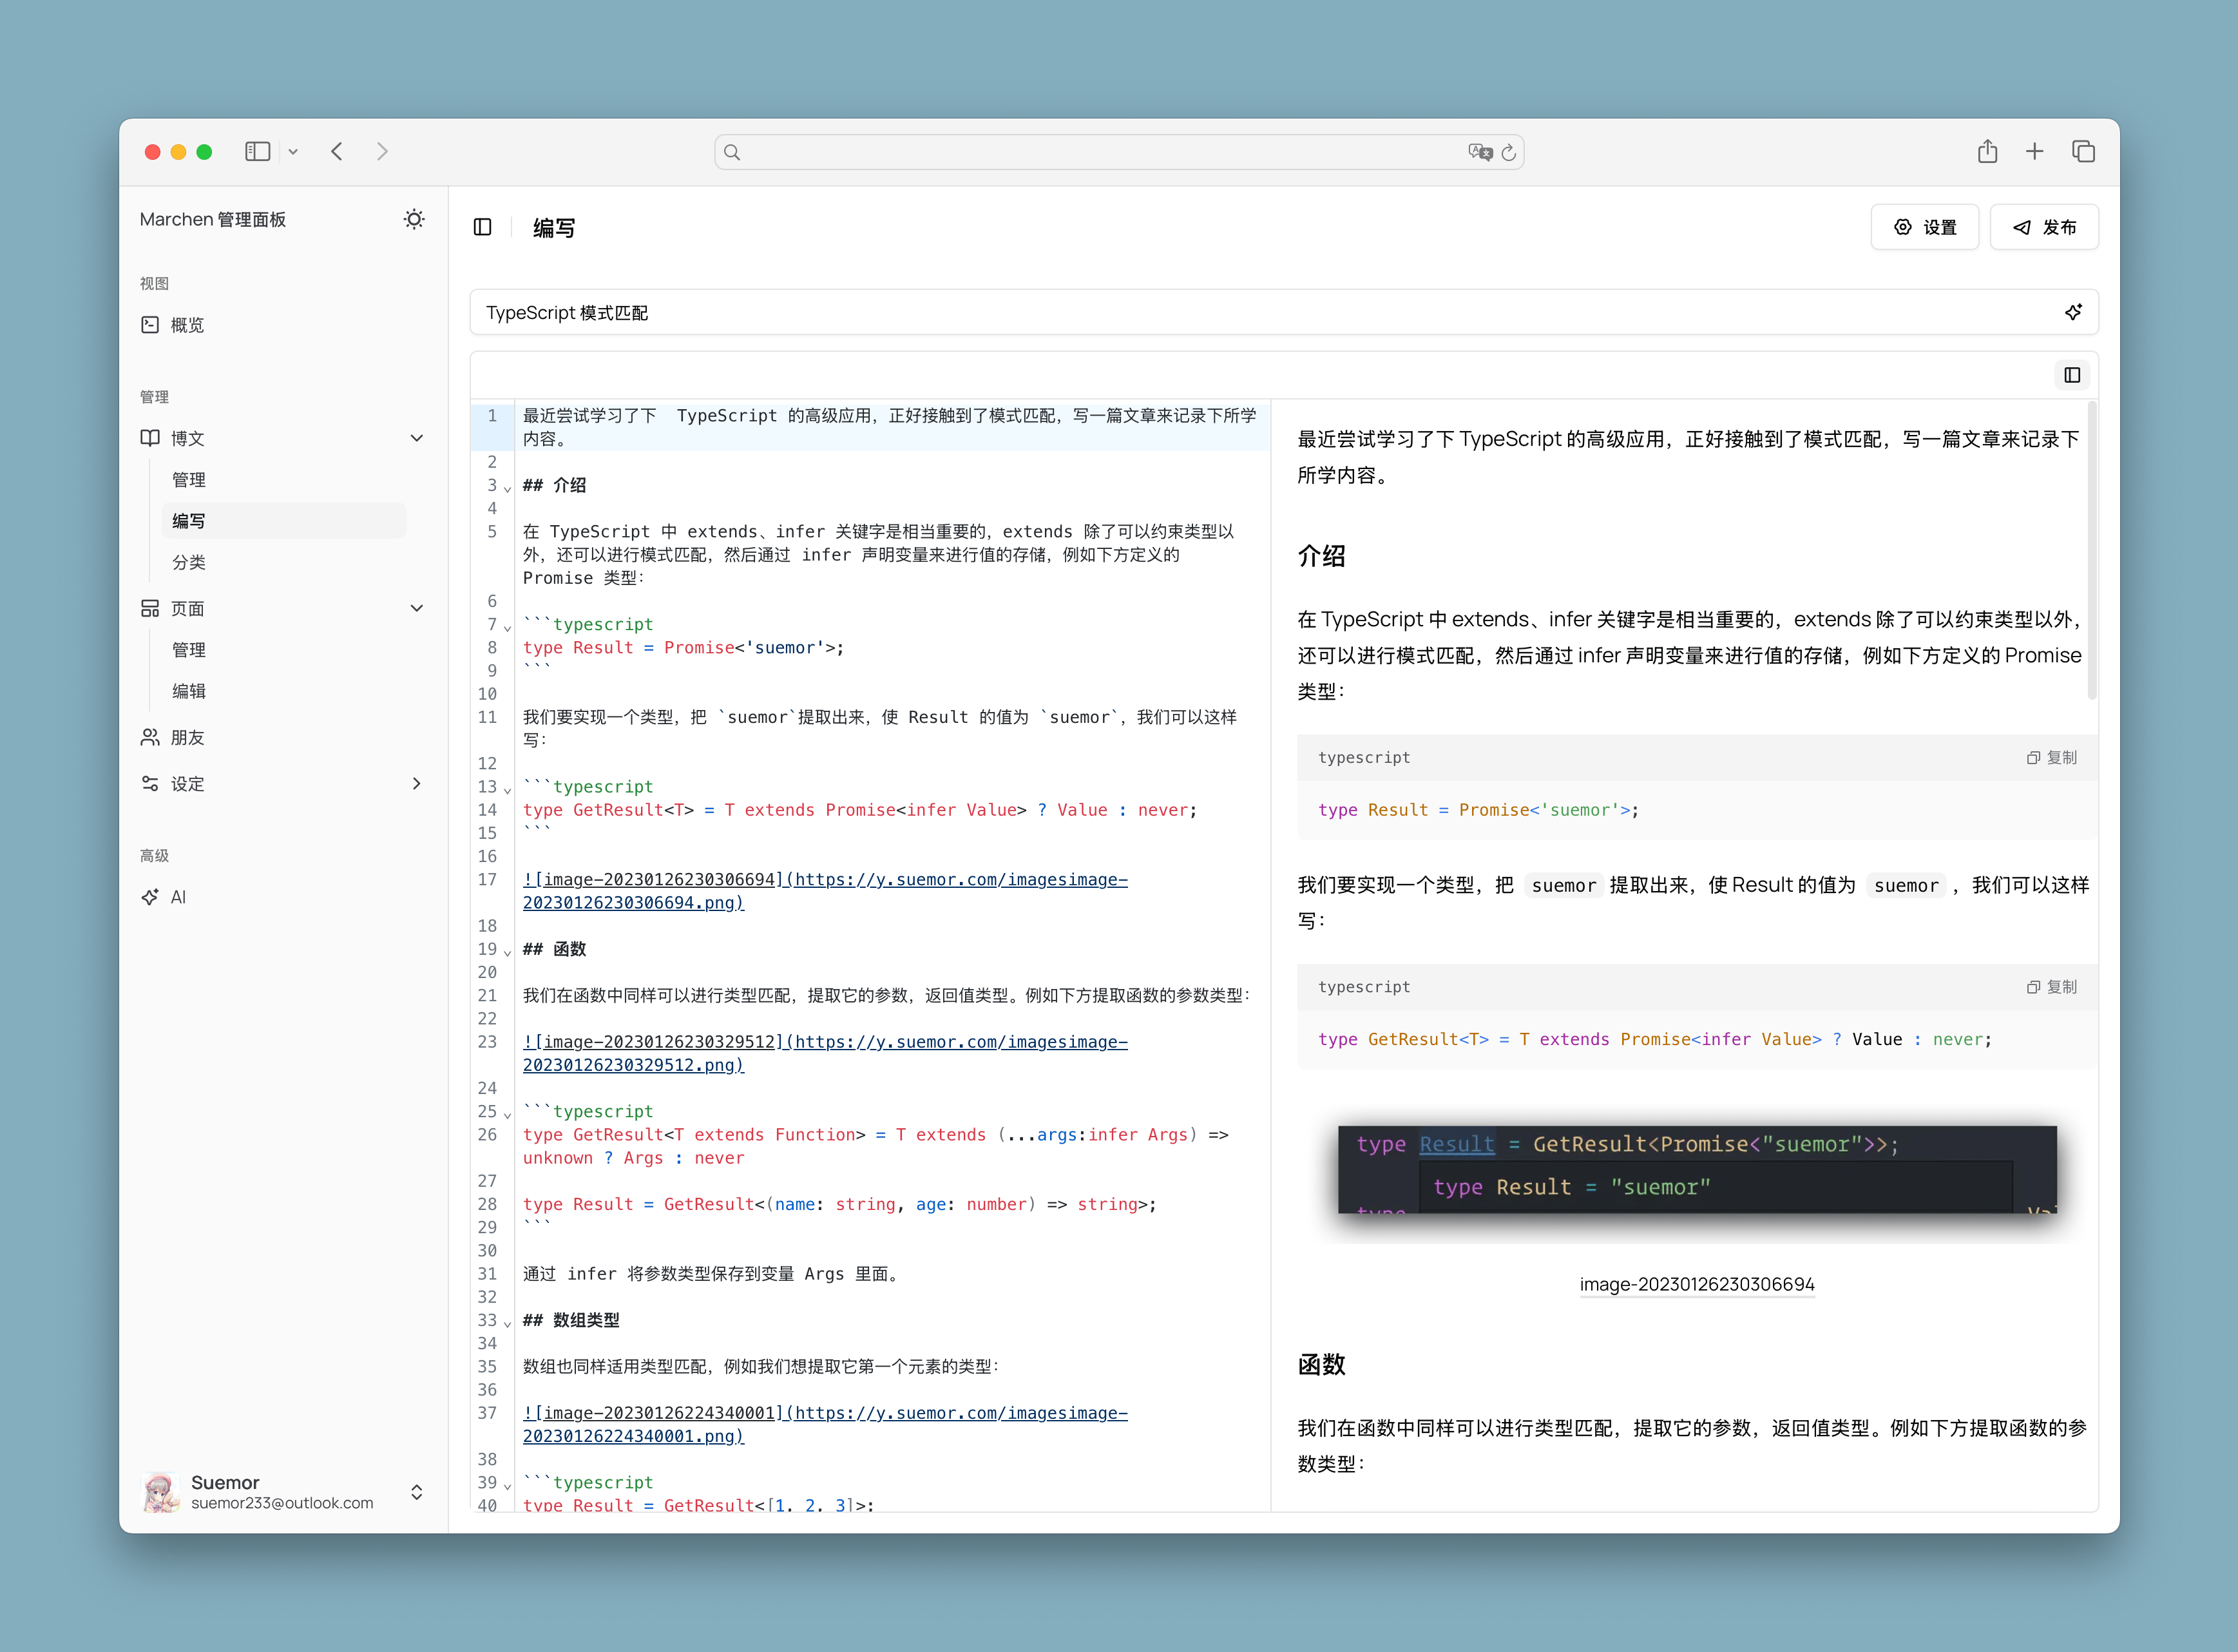 Marchen 管理面板
视图
概览
管理
博文
管理
编写
分类
页面
管理
编辑
朋友
设定
高级
AI
Suemor
suemor233@outlook.com
编写
设置
发布
TypeScript 模式匹配
1 最近尝试学习了下  TypeScript 的高级应用，正好接触到了模式匹配，写一篇文章来记录下所学
内容。
2
3 ## 介绍
4
5 在 TypeScript 中 extends、infer 关键字是相当重要的，extends 除了可以约束类型以
外，还可以进行模式匹配，然后通过 infer 声明变量来进行值的存储，例如下方定义的
Promise 类型：
6
7 ```typescript
8 type Result = Promise<'suemor'>;
9 ```
10
11 我们要实现一个类型，把 `suemor`提取出来，使 Result 的值为 `suemor`，我们可以这样
写：
12
13 ```typescript
14 type GetResult<T> = T extends Promise<infer Value> ? Value : never;
15 ```
16
17 ![image-20230126230306694](https://y.suemor.com/imagesimage-
20230126230306694.png)
18
19 ## 函数
20
21 我们在函数中同样可以进行类型匹配，提取它的参数，返回值类型。例如下方提取函数的参数类型：
22
23 ![image-20230126230329512](https://y.suemor.com/imagesimage-
20230126230329512.png)
24
25 ```typescript
26 type GetResult<T extends Function> = T extends (...args:infer Args) =>
unknown ? Args : never
27
28 type Result = GetResult<(name: string, age: number) => string>;
29 ```
30
31 通过 infer 将参数类型保存到变量 Args 里面。
32
33 ## 数组类型
34
35 数组也同样适用类型匹配，例如我们想提取它第一个元素的类型：
36
37 ![image-20230126224340001](https://y.suemor.com/imagesimage-
20230126224340001.png)
38
39 ```typescript
40 type Result = GetResult<[1, 2, 3]>;
最近尝试学习了下 TypeScript 的高级应用，正好接触到了模式匹配，写一篇文章来记录下
所学内容。
介绍
在 TypeScript 中 extends、infer 关键字是相当重要的，extends 除了可以约束类型以外，
还可以进行模式匹配，然后通过 infer 声明变量来进行值的存储，例如下方定义的 Promise
类型：
typescript 复制
type Result = Promise<'suemor'>;
我们要实现一个类型，把 suemor 提取出来，使 Result 的值为 suemor ，我们可以这样
写：
typescript 复制
type GetResult<T> = T extends Promise<infer Value> ? Value : never;
type Result = GetResult<Promise<"suemor">>;
type Result = "suemor"
image-20230126230306694
函数
我们在函数中同样可以进行类型匹配，提取它的参数，返回值类型。例如下方提取函数的参
数类型：